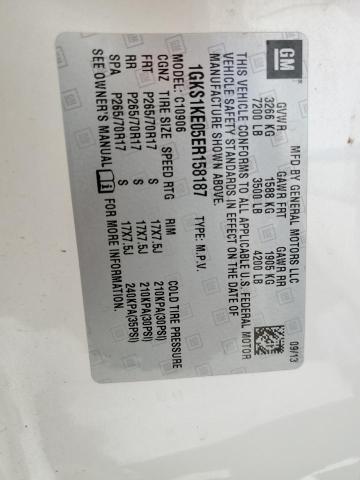 GM
MFD BY GENERAL MOTORS LLC
09/13
GVWR GAWR FRT GAWR RR
3266 KG 1588 KG 1905 KG
7200 LB 3500 LB 4200 LB
THIS VEHICLE CONFORMS TO ALL APPLICABLE U.S. FEDERAL MOTOR
VEHICLE SAFETY STANDARDS IN EFFECT ON THE DATE OF
MANUFACTURE SHOWN ABOVE.
1GKS1KE05ER158187 TYPE: M.P.V.
MODEL: C10906
CGNZ TIRE SIZE SPEED RTG RIM COLD TIRE PRESSURE
FRT P265/70R17 S 17X7.5J 210KPA(30PSI)
RR P265/70R17 S 17X7.5J 210KPA(30PSI)
SPA P265/70R17 S 17X7.5J 240KPA(35PSI)
SEE OWNER'S MANUAL FOR MORE INFORMATION.